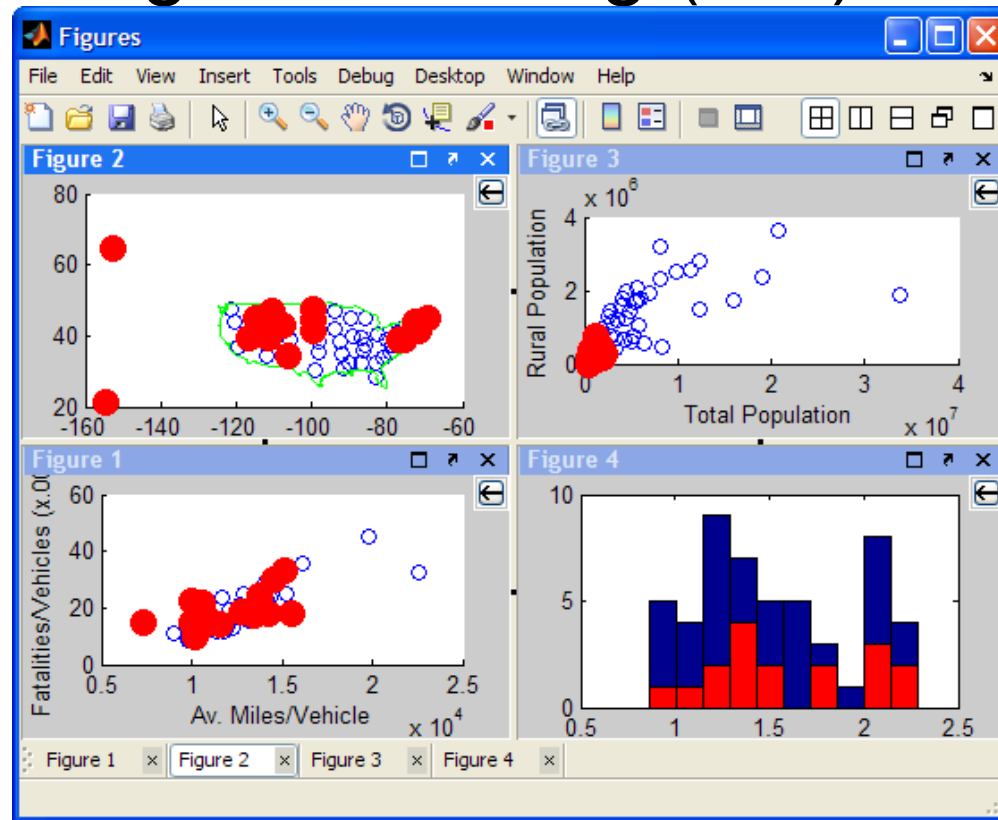 Figures
File Edit View Insert Tools Debug Desktop Window Help
Figure 2
80
60
40
20
-160 -140 -120 -100 -80 -60
Figure 3
x 10^6
Rural Population
4
2
0
0 1 2 3 4
Total Population
x 10^7
Figure 1
Fatalities/Vehicles (x.00
60
40
20
0
0.5 1 1.5 2 2.5
Av. Miles/Vehicle
x 10^4
Figure 4
10
5
0
0.5 1 1.5 2 2.5
Figure 1 Figure 2 Figure 3 Figure 4